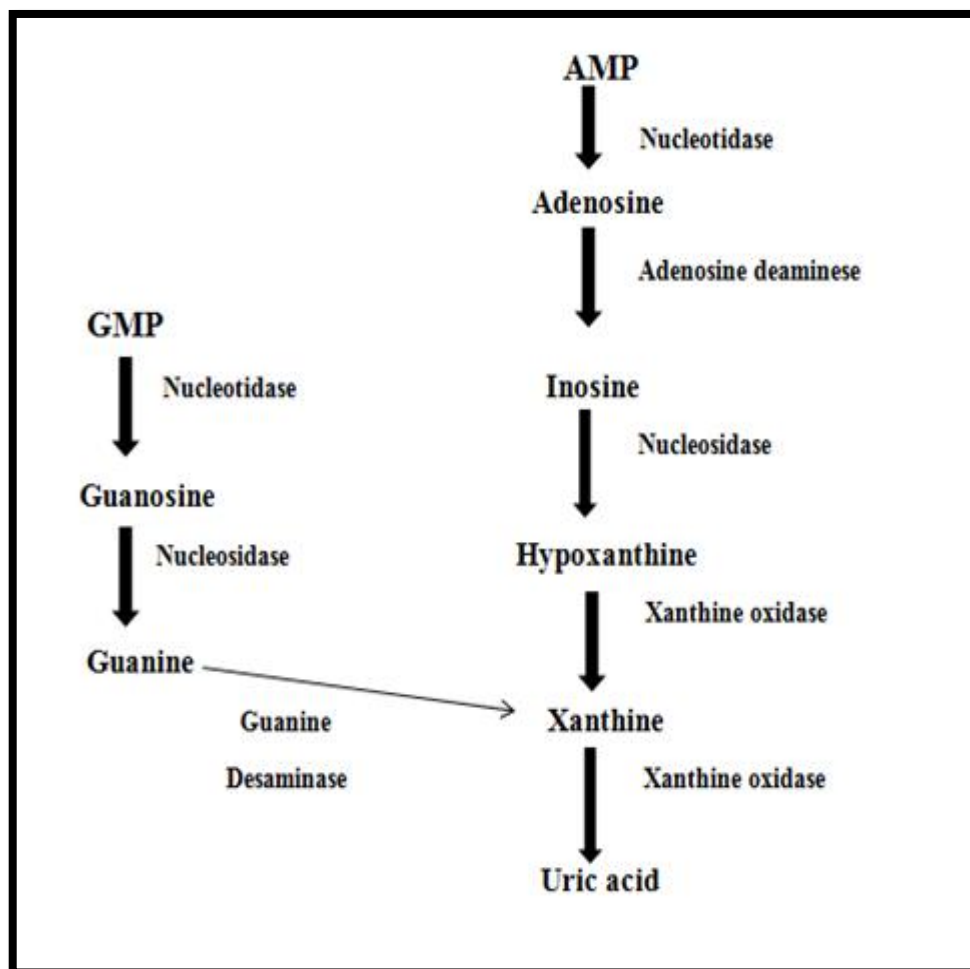 AMP
Nucleotidase
Adenosine
Adenosine deaminese
GMP
Nucleotidase
Inosine
Nucleosidase
Guanosine
Nucleosidase
Hypoxanthine
Xanthine oxidase
Guanine
Guanine
Desaminase
Xanthine
Xanthine oxidase
Uric acid